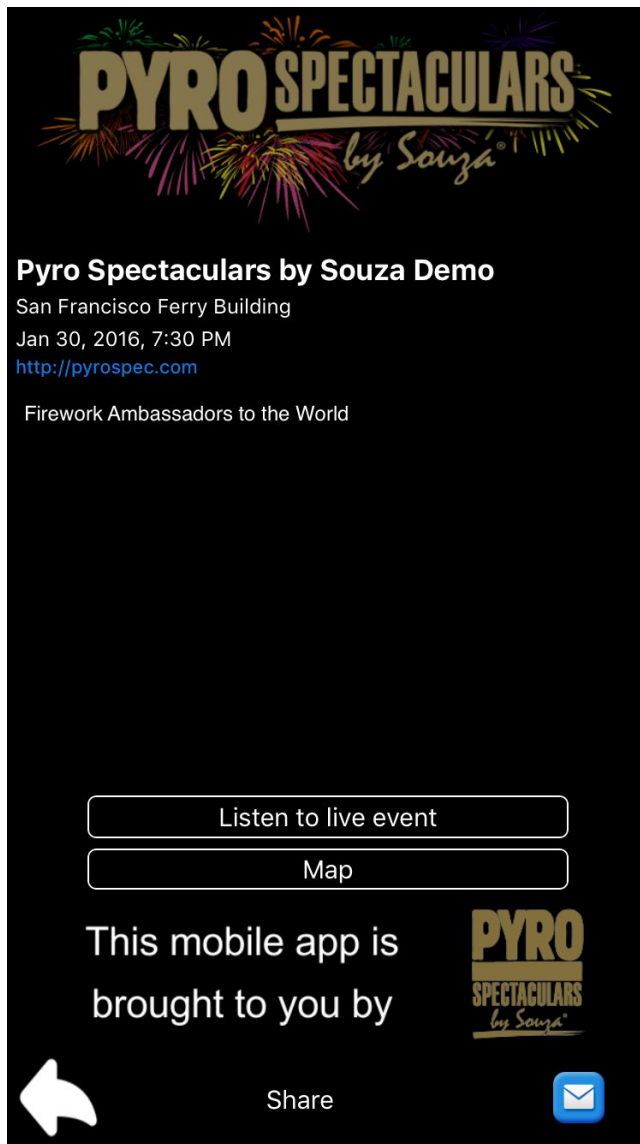 PYRO SPECTACULARS
by Souza®
Pyro Spectaculars by Souza Demo
San Francisco Ferry Building
Jan 30, 2016, 7:30 PM
http://pyrospec.com
Firework Ambassadors to the World
Listen to live event
Map
This mobile app is
brought to you by
PYRO
SPECTACULARS
by Souza®
Share